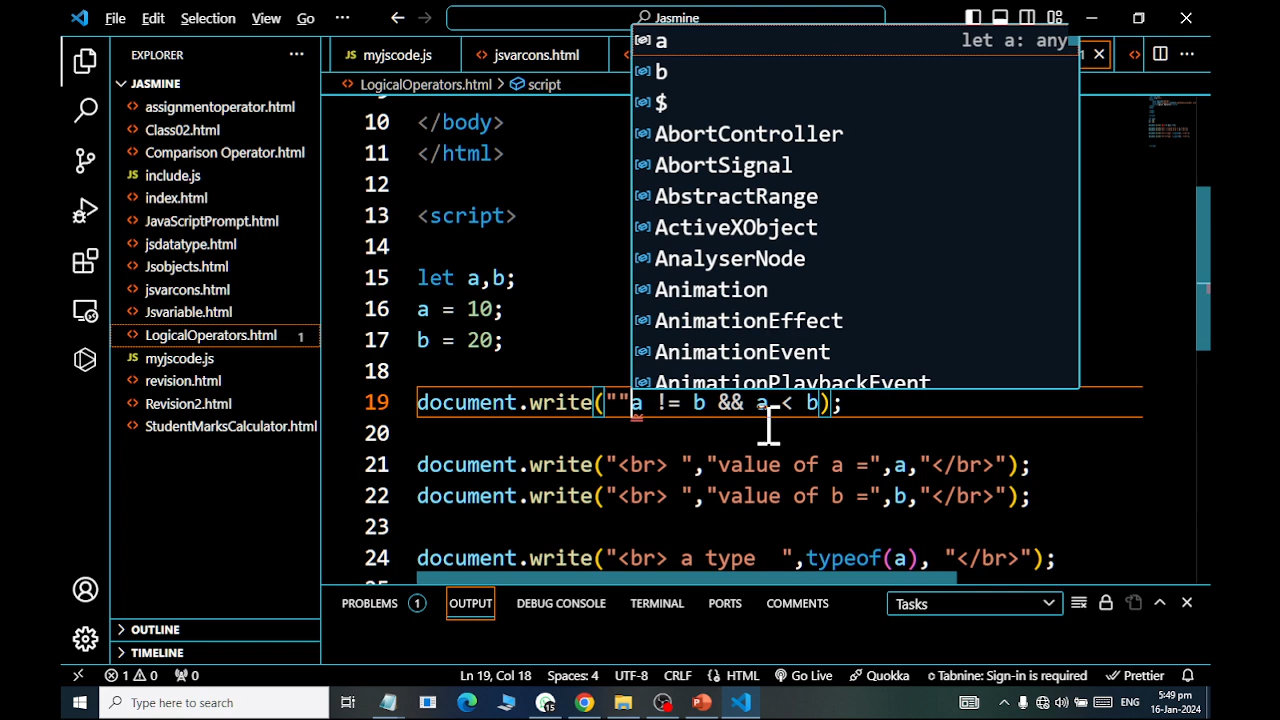 File Edit Selection View Go ··· Jasmine
EXPLORER ···
JASMINE
assignmentoperator.html
Class02.html
Comparison Operator.html
JS include.js
index.html
JavaScriptPrompt.html
jsdatatype.html
Jsobjects.html
jsvarcons.html
Jsvariable.html
LogicalOperators.html 1
JS myjscode.js
revision.html
Revision2.html
StudentMarksCalculator.html
OUTLINE
TIMELINE
JS myjscode.js jsvarcons.html
LogicalOperators.html > script
a let a: any
b
$
AbortController
AbortSignal
AbstractRange
ActiveXObject
AnalyserNode
Animation
AnimationEffect
AnimationEvent
AnimationPlaybackEvent
10 </body>
11 </html>
12
13 <script>
14
15 let a,b;
16 a = 10;
17 b = 20;
18
19 document.write(""a != b && a < b);
20
21 document.write("<br> ","value of a =",a,"</br>");
22 document.write("<br> ","value of b =",b,"</br>");
23
24 document.write("<br> a type  ",typeof(a), "</br>");
PROBLEMS 1 OUTPUT DEBUG CONSOLE TERMINAL PORTS COMMENTS Tasks
1 0 0 Ln 19, Col 18 Spaces: 4 UTF-8 CRLF HTML Go Live Quokka Tabnine: Sign-in is required Prettier
Type here to search 15 ENG 5:49 pm
16-Jan-2024